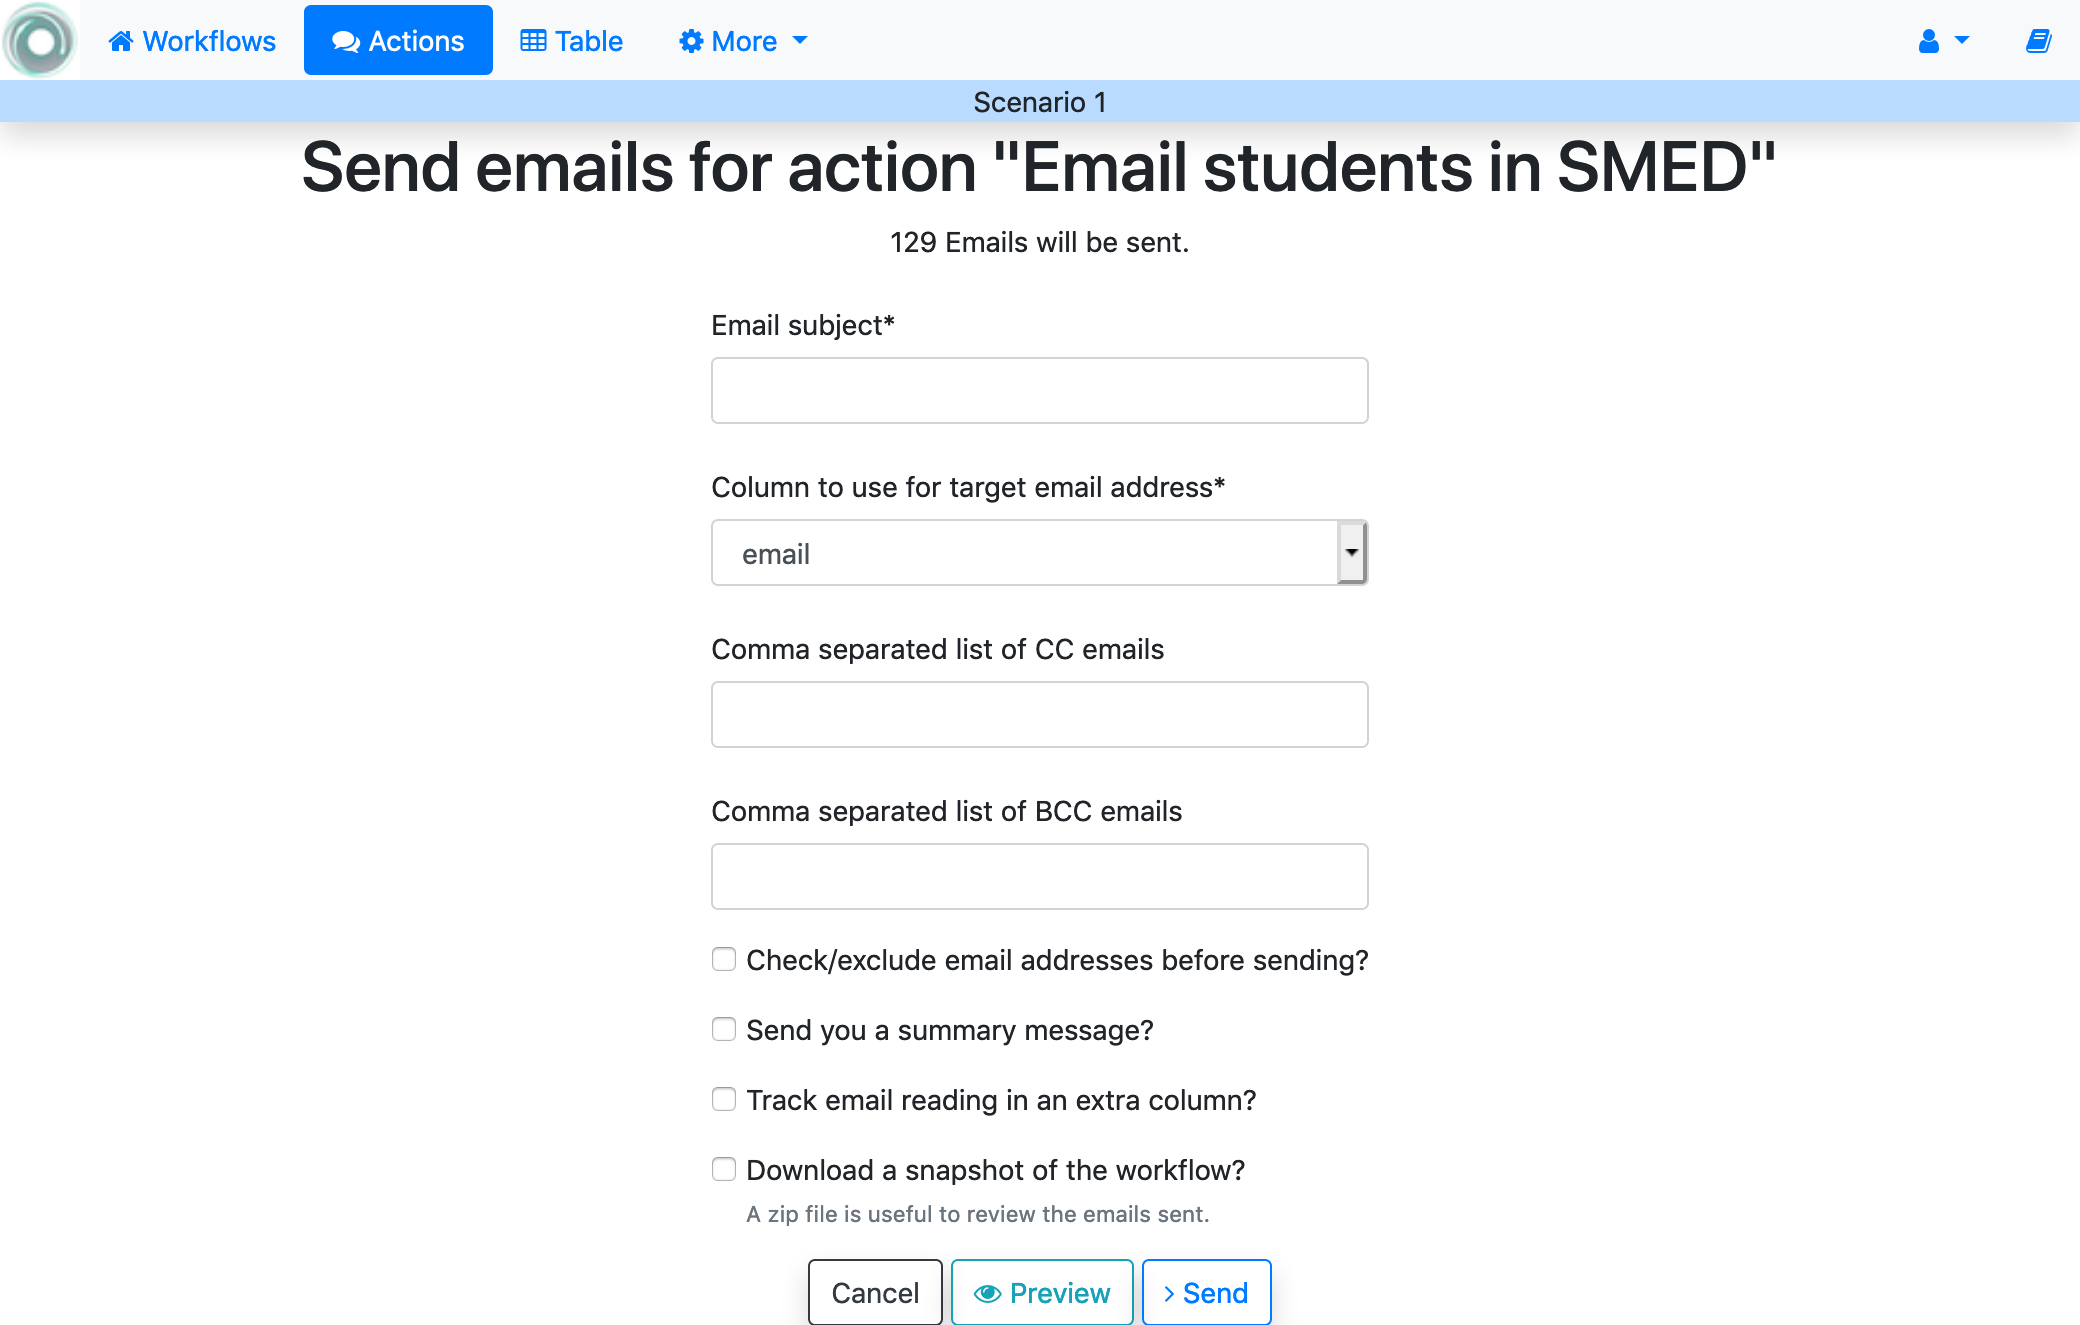 Workflows Actions Table More
Scenario 1
Send emails for action "Email students in SMED"
129 Emails will be sent.
Email subject*
Column to use for target email address*
email
Comma separated list of CC emails
Comma separated list of BCC emails
Check/exclude email addresses before sending?
Send you a summary message?
Track email reading in an extra column?
Download a snapshot of the workflow?
A zip file is useful to review the emails sent.
Cancel Preview Send